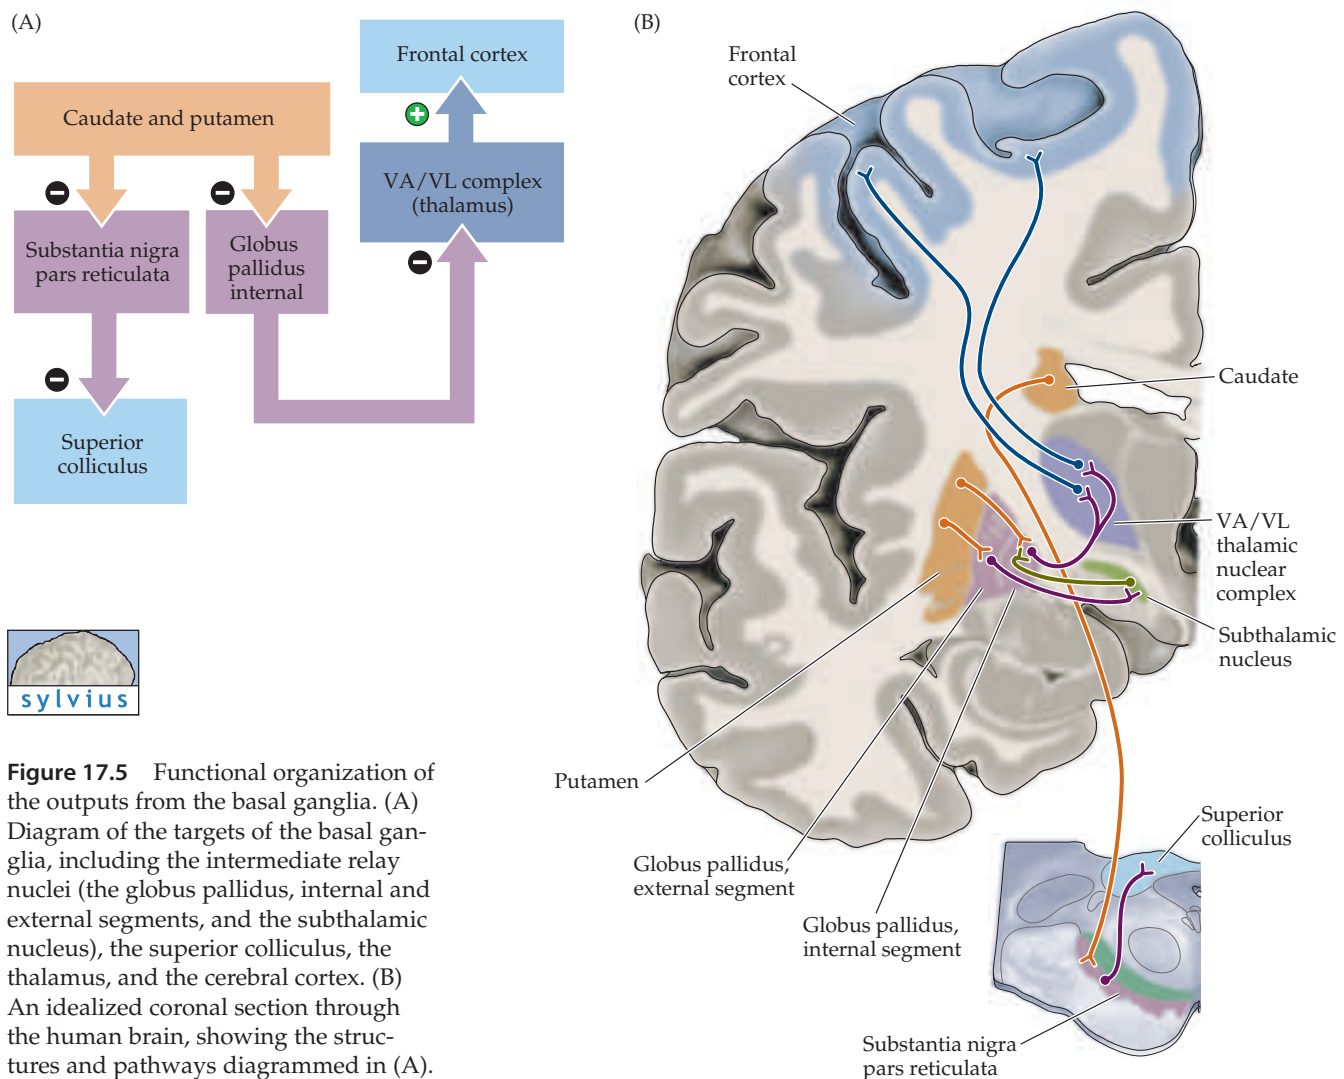 (A)
Frontal cortex
Caudate and putamen
+
VA/VL complex
(thalamus)
−
−
Substantia nigra
pars reticulata
Globus
pallidus
internal
−
−
Superior
colliculus
sylvius
Figure 17.5 Functional organization of
the outputs from the basal ganglia. (A)
Diagram of the targets of the basal gan-
glia, including the intermediate relay
nuclei (the globus pallidus, internal and
external segments, and the subthalamic
nucleus), the superior colliculus, the
thalamus, and the cerebral cortex. (B)
An idealized coronal section through
the human brain, showing the struc-
tures and pathways diagrammed in (A).
(B)
Frontal
cortex
Caudate
VA/VL
thalamic
nuclear
complex
Subthalamic
nucleus
Putamen
Globus pallidus,
external segment
Globus pallidus,
internal segment
Superior
colliculus
Substantia nigra
pars reticulata